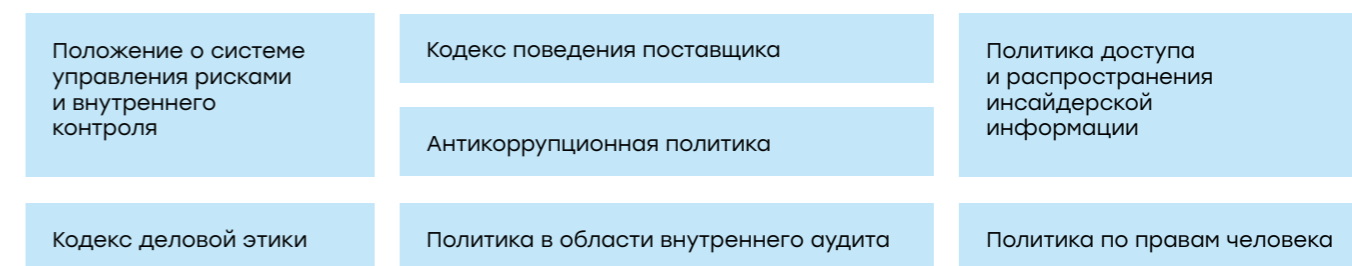 Положение о системе
управления рисками
и внутреннего
контроля
Кодекс поведения поставщика
Антикоррупционная политика
Политика доступа
и распространения
инсайдерской
информации
Кодекс деловой этики
Политика в области внутреннего аудита
Политика по правам человека